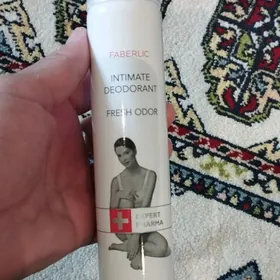 FABERLIC
INTIMATE
DEODORANT
FRESH ODOR
EXPERT
PHARMA